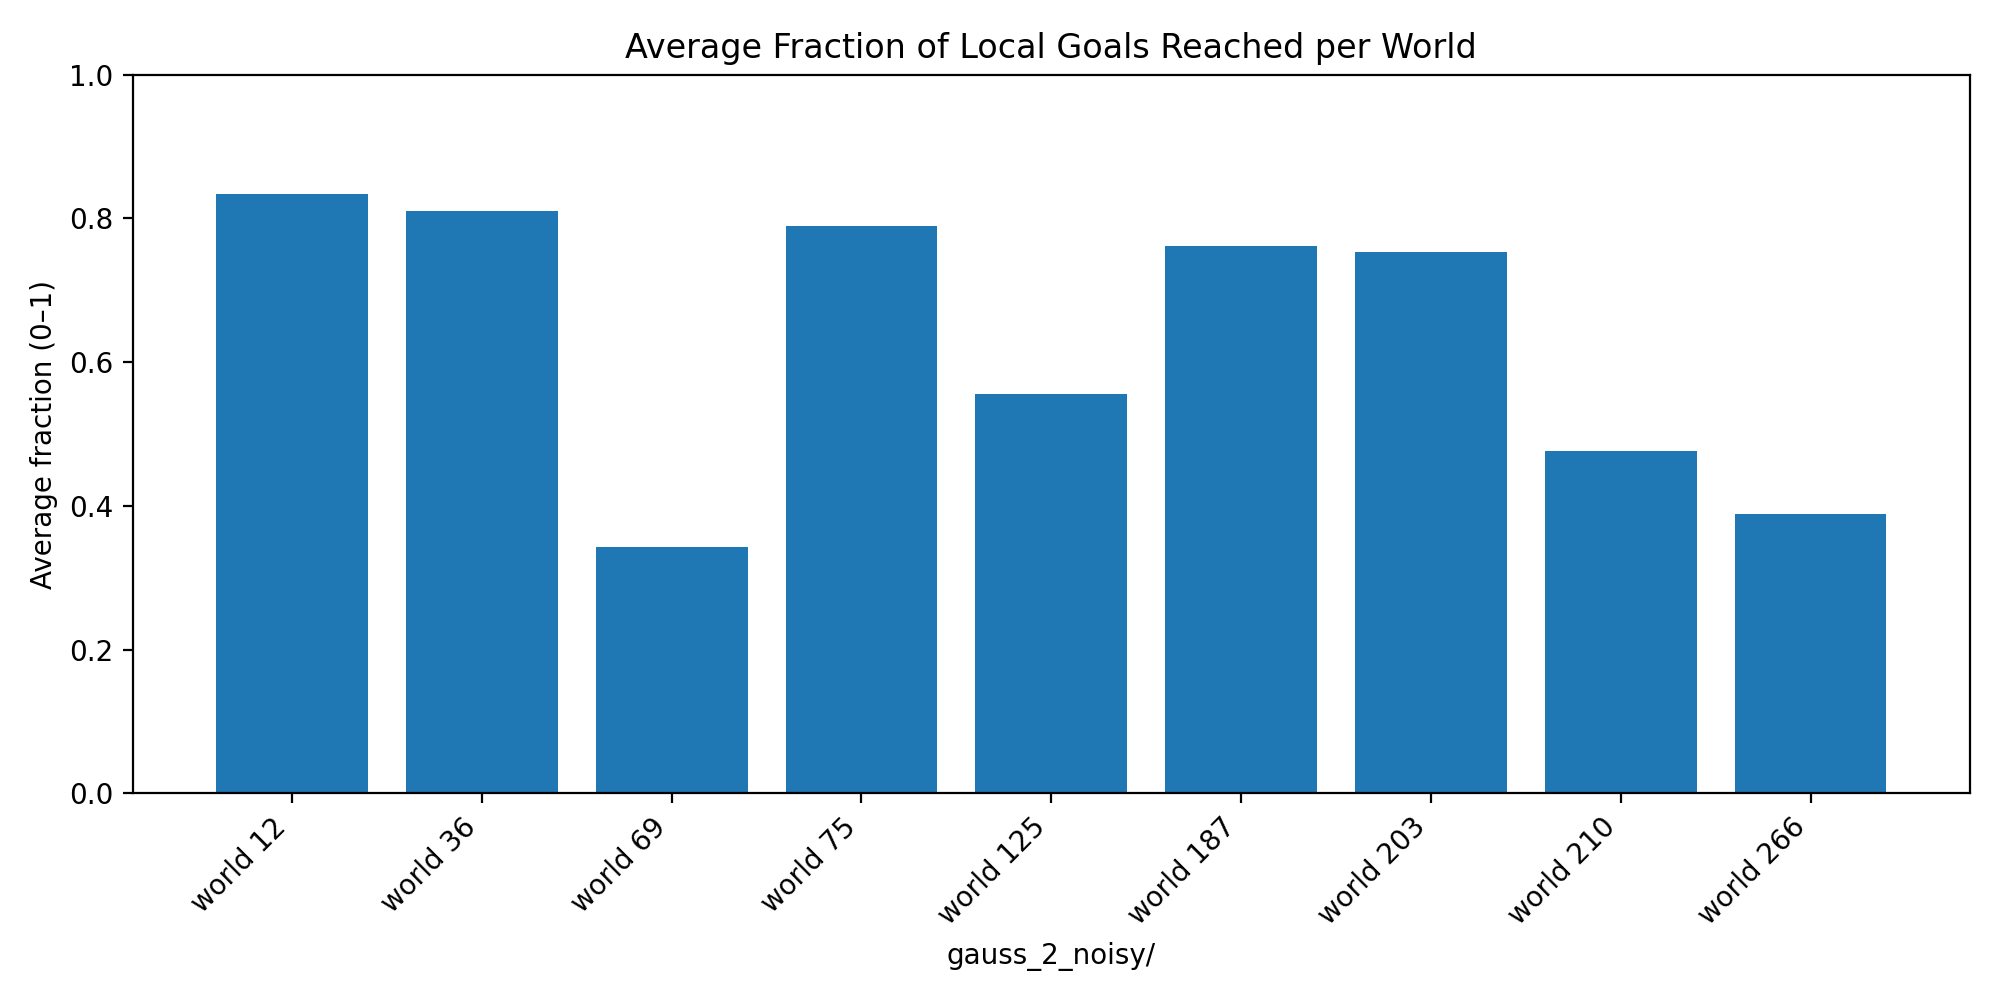 Average Fraction of Local Goals Reached per World
Average fraction (0–1)
1.0
0.8
0.6
0.4
0.2
0.0
world 12
world 36
world 69
world 75
world 125
world 187
world 203
world 210
world 266
gauss_2_noisy/